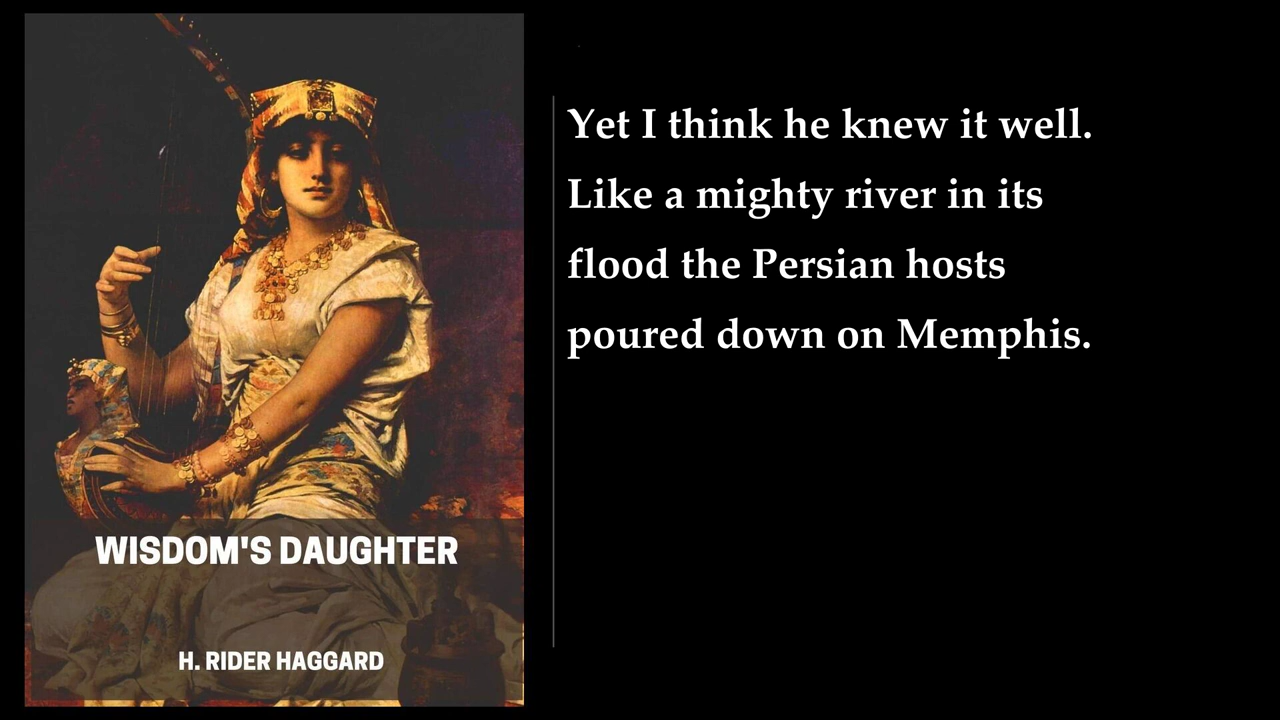 WISDOM'S DAUGHTER
H. RIDER HAGGARD
Yet I think he knew it well.
Like a mighty river in its
flood the Persian hosts
poured down on Memphis.